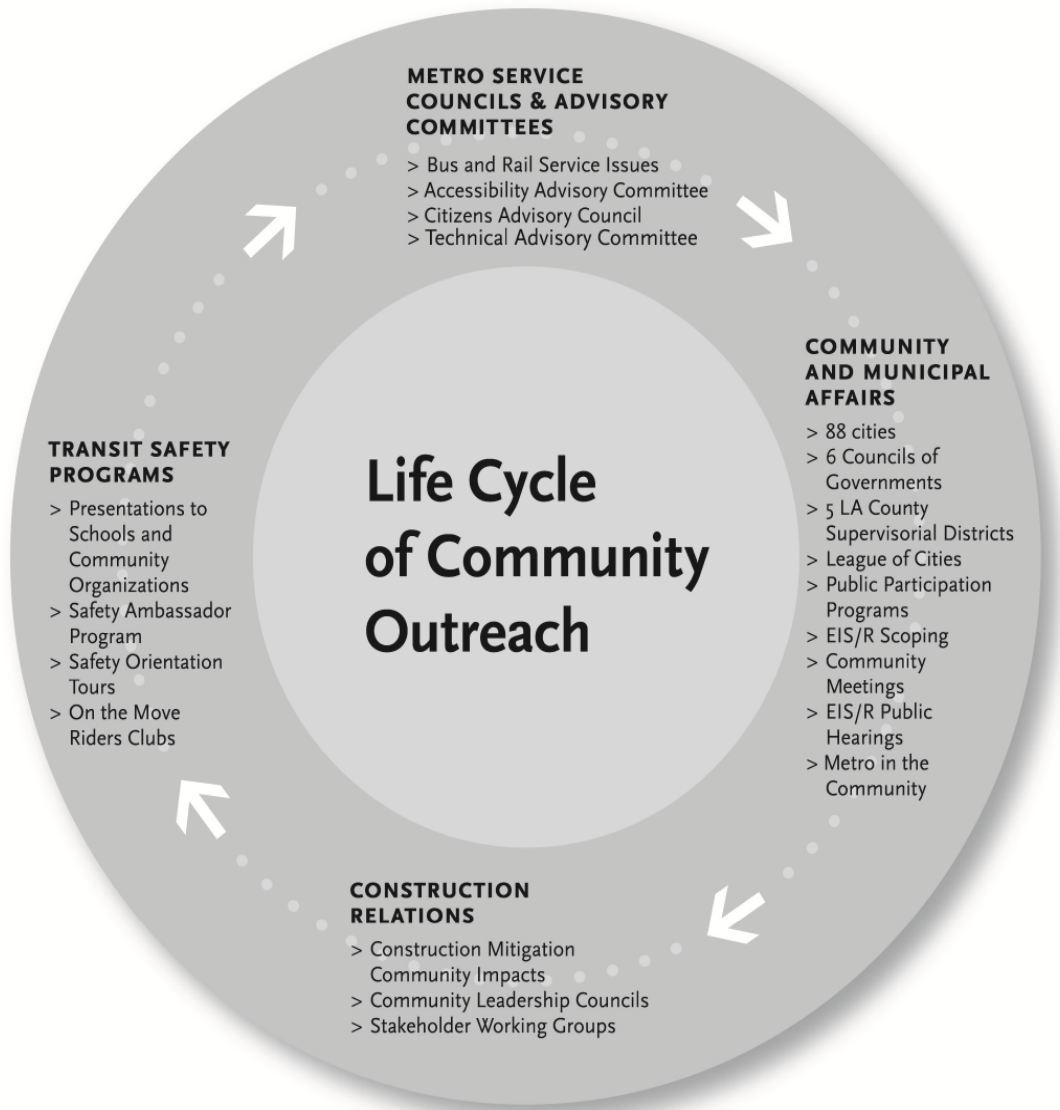 METRO SERVICE
COUNCILS & ADVISORY
COMMITTEES
> Bus and Rail Service Issues
> Accessibility Advisory Committee
> Citizens Advisory Council
> Technical Advisory Committee
COMMUNITY
AND MUNICIPAL
AFFAIRS
> 88 cities
> 6 Councils of
Governments
> 5 LA County
Supervisorial Districts
> League of Cities
> Public Participation
Programs
> EIS/R Scoping
> Community
Meetings
> EIS/R Public
Hearings
> Metro in the
Community
CONSTRUCTION
RELATIONS
> Construction Mitigation
Community Impacts
> Community Leadership Councils
> Stakeholder Working Groups
TRANSIT SAFETY
PROGRAMS
> Presentations to
Schools and
Community
Organizations
> Safety Ambassador
Program
> Safety Orientation
Tours
> On the Move
Riders Clubs
Life Cycle
of Community
Outreach